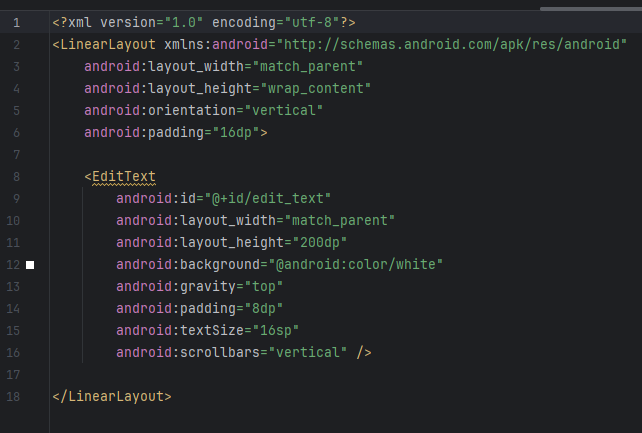 1 <?xml version="1.0" encoding="utf-8"?>
2 <LinearLayout xmlns:android="http://schemas.android.com/apk/res/android"
3     android:layout_width="match_parent"
4     android:layout_height="wrap_content"
5     android:orientation="vertical"
6     android:padding="16dp">
7
8     <EditText
9         android:id="@+id/edit_text"
10         android:layout_width="match_parent"
11         android:layout_height="200dp"
12         android:background="@android:color/white"
13         android:gravity="top"
14         android:padding="8dp"
15         android:textSize="16sp"
16         android:scrollbars="vertical" />
17
18 </LinearLayout>